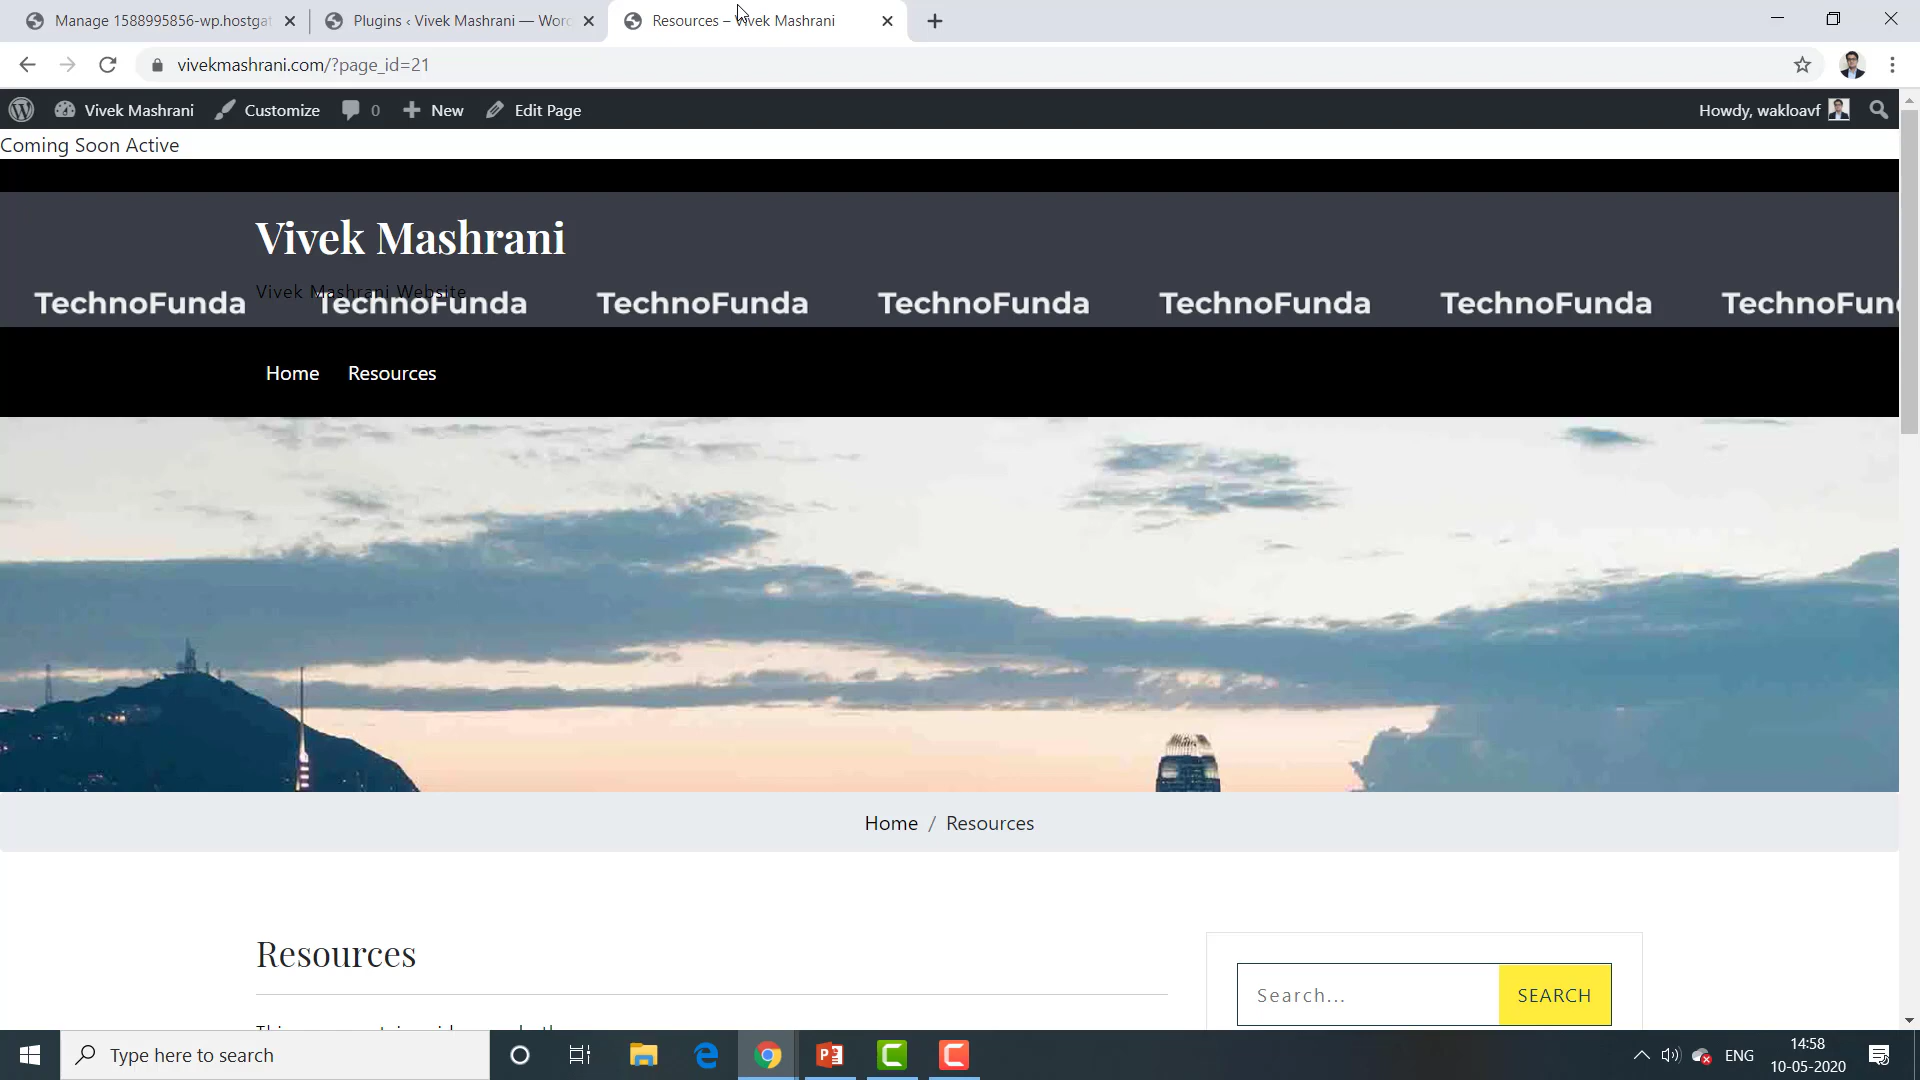 Manage 1588995856-wp.hostga
Plugins ‹ Vivek Mashrani — Word
Resources – Vivek Mashrani
vivekmashrani.com/?page_id=21
Vivek Mashrani
Customize
0
New
Edit Page
Howdy, wakloavf
Coming Soon Active
Vivek Mashrani
Vivek Mashrani Website
TechnoFunda TechnoFunda TechnoFunda TechnoFunda TechnoFunda TechnoFunda TechnoFun
Home Resources
Home / Resources
Resources
Search...
SEARCH
Type here to search
ENG
14:58
10-05-2020